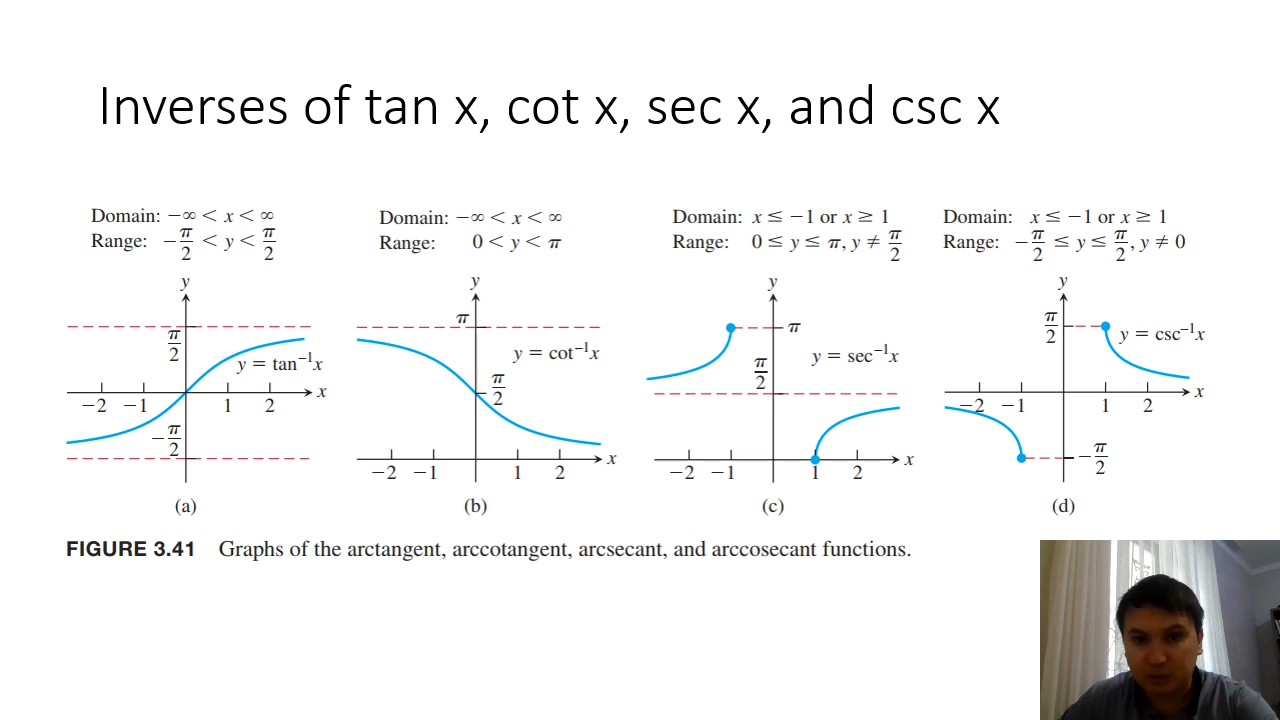 Inverses of tan x, cot x, sec x, and csc x
Domain: −∞ < x < ∞
Range: −π/2 < y < π/2
y
π/2
y = tan⁻¹x
x
−2 −1 1 2
−π/2
(a)
Domain: −∞ < x < ∞
Range: 0 < y < π
y
π
y = cot⁻¹x
π/2
x
−2 −1 1 2
(b)
Domain: x ≤ −1 or x ≥ 1
Range: 0 ≤ y ≤ π, y ≠ π/2
y
π
y = sec⁻¹x
π/2
x
−2 −1 1 2
(c)
Domain: x ≤ −1 or x ≥ 1
Range: −π/2 ≤ y ≤ π/2, y ≠ 0
y
π/2
y = csc⁻¹x
x
−2 −1 1 2
−π/2
(d)
FIGURE 3.41 Graphs of the arctangent, arccotangent, arcsecant, and arccosecant functions.